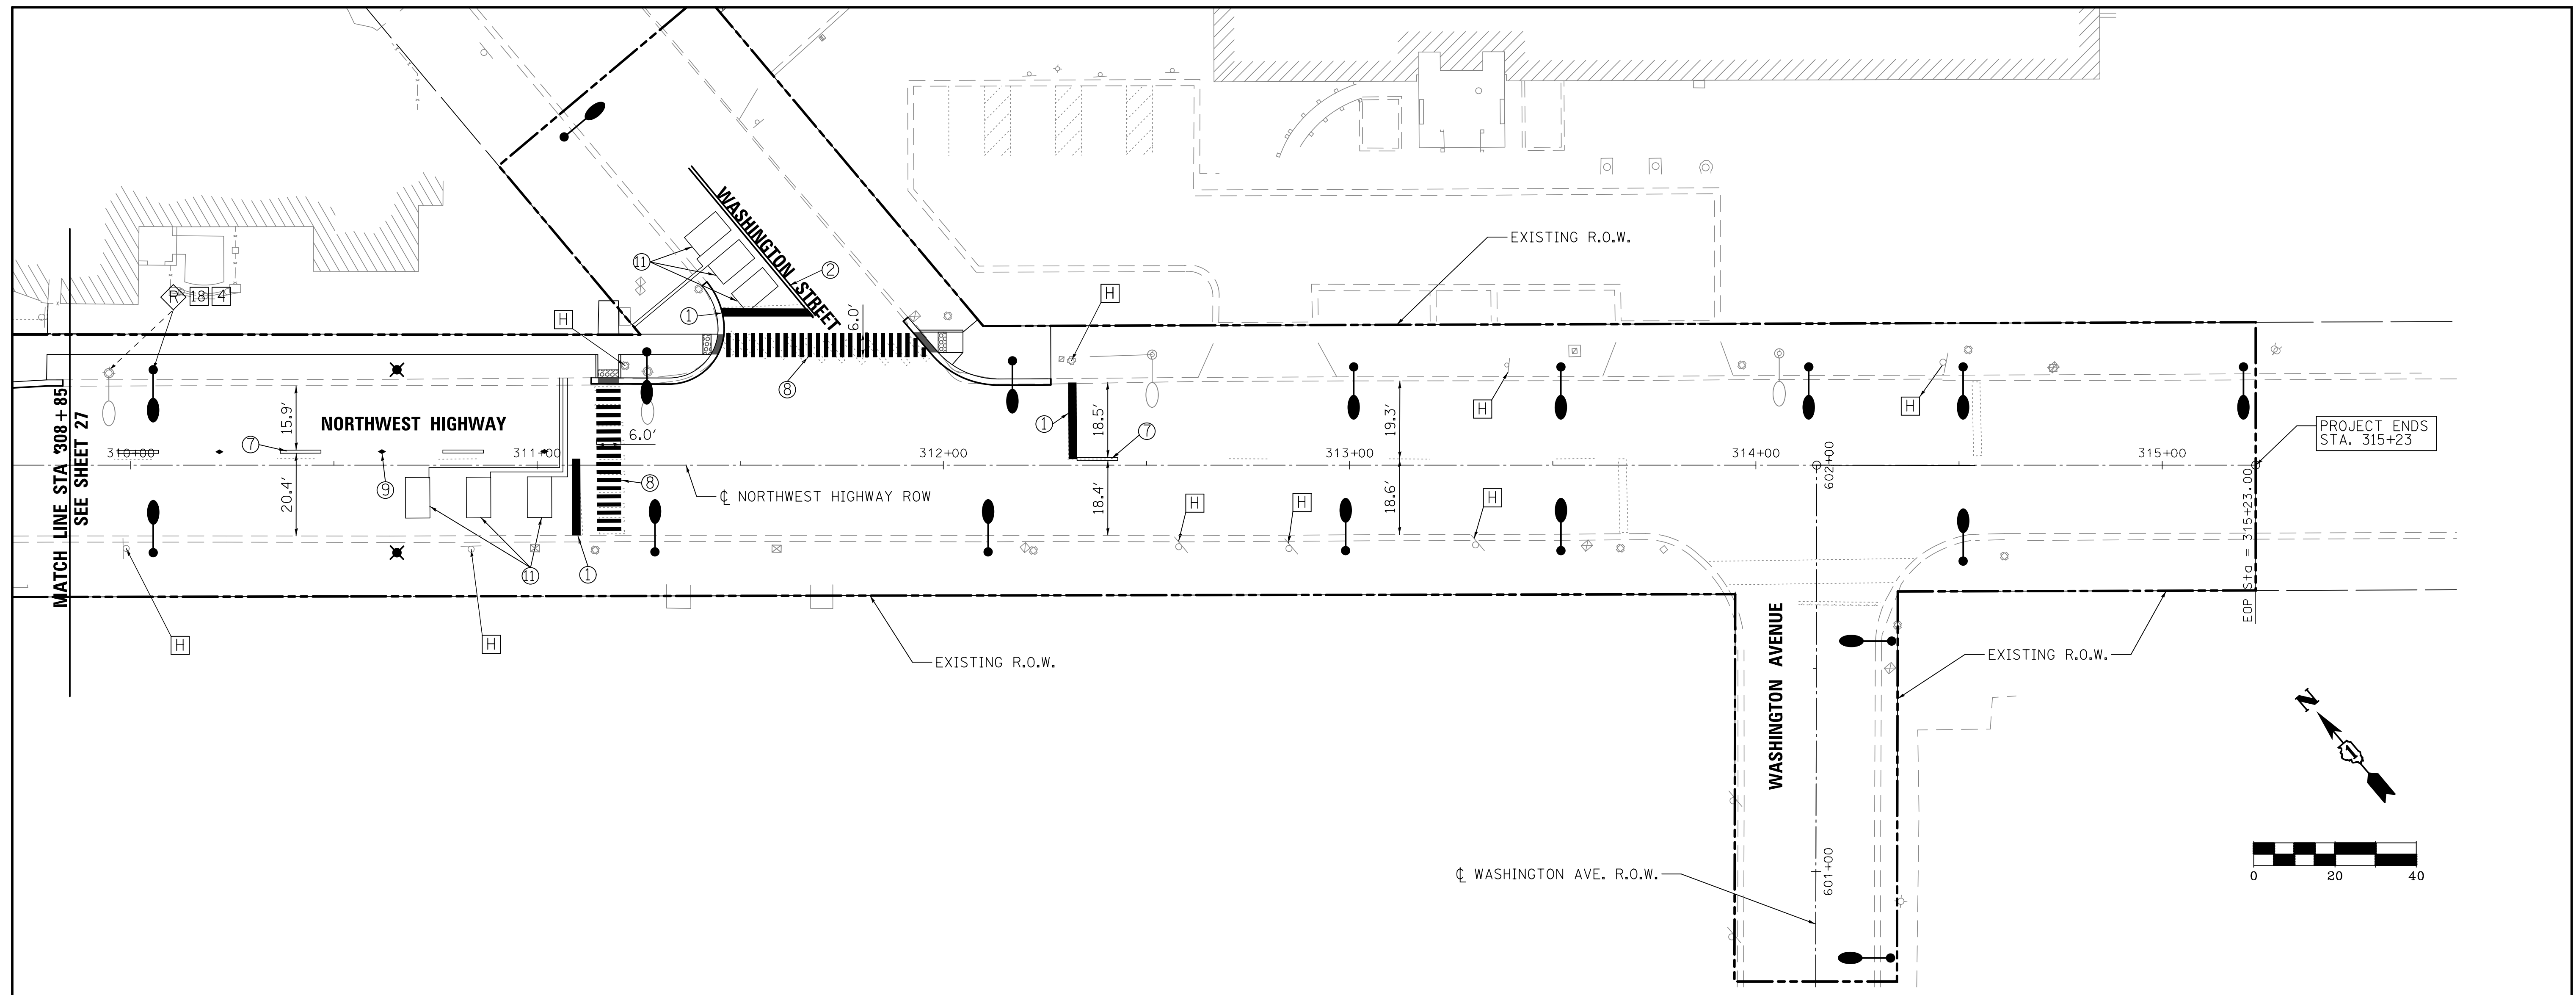 EXISTING R.O.W.
WASHINGTON STREET
11
2
R 18 4
H
H
1
6.0'
8
MATCH LINE STA 308+85
SEE SHEET 27
15.9'
NORTHWEST HIGHWAY
7
6.0'
1
18.5'
7
19.3'
H
H
PROJECT ENDS
STA. 315+23
310+00
311+00
312+00
313+00
314+00
315+00
602+00
9
8
20.4'
℄ NORTHWEST HIGHWAY ROW
18.4'
18.6'
H
H
H
EOP Sta = 315+23.00
11
1
H
H
EXISTING R.O.W.
EXISTING R.O.W.
WASHINGTON AVENUE
N
1
℄ WASHINGTON AVE. R.O.W.
601+00
0 20 40